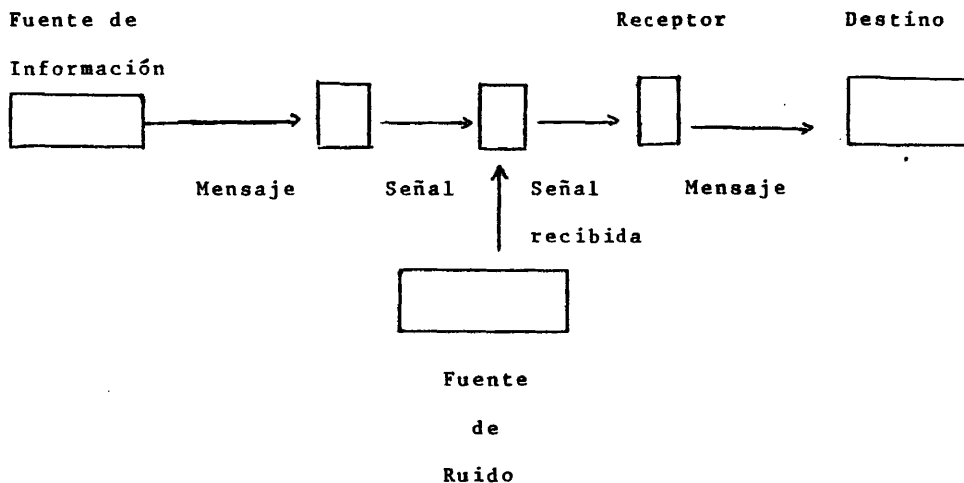 Fuente de
Información
Receptor
Destino
Mensaje
Señal
Señal
recibida
Mensaje
Fuente
de
Ruido